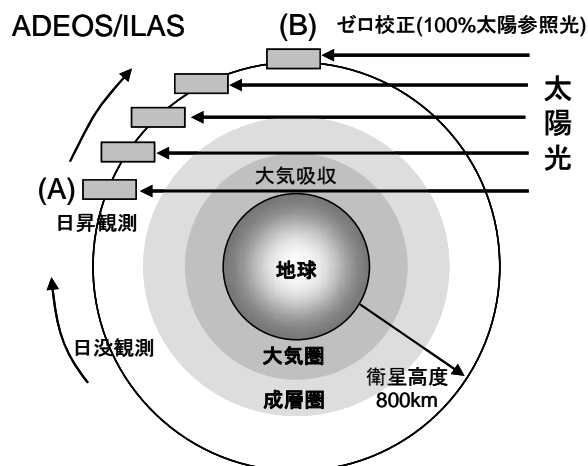 ADEOS/ILAS
(B)
ゼロ校正(100%太陽参照光)
太
陽
光
(A)
大気吸収
日昇観測
地球
日没観測
大気圏
成層圏
衛星高度
800km